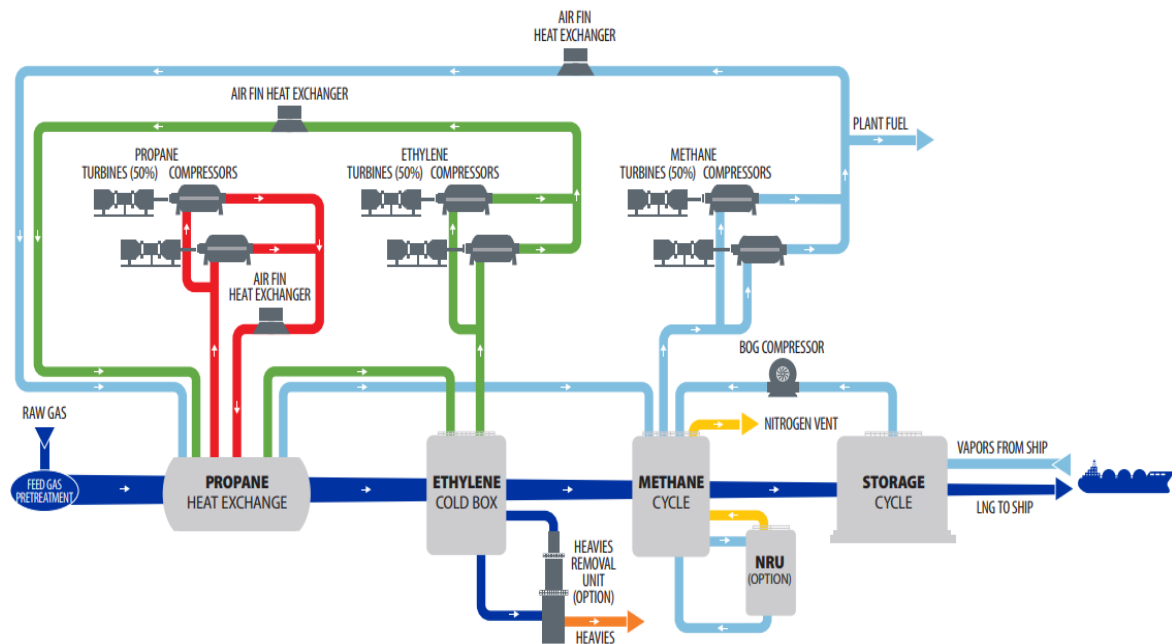 AIR FIN
HEAT EXCHANGER
AIR FIN HEAT EXCHANGER
PLANT FUEL
PROPANE
TURBINES (50%) COMPRESSORS
ETHYLENE
TURBINES (50%) COMPRESSORS
METHANE
TURBINES (50%) COMPRESSORS
AIR FIN
HEAT EXCHANGER
BOG COMPRESSOR
RAW GAS
NITROGEN VENT
FEED GAS
PRETREATMENT
PROPANE
HEAT EXCHANGE
ETHYLENE
COLD BOX
METHANE
CYCLE
STORAGE
CYCLE
VAPORS FROM SHIP
LNG TO SHIP
HEAVIES
REMOVAL
UNIT
(OPTION)
NRU
(OPTION)
HEAVIES